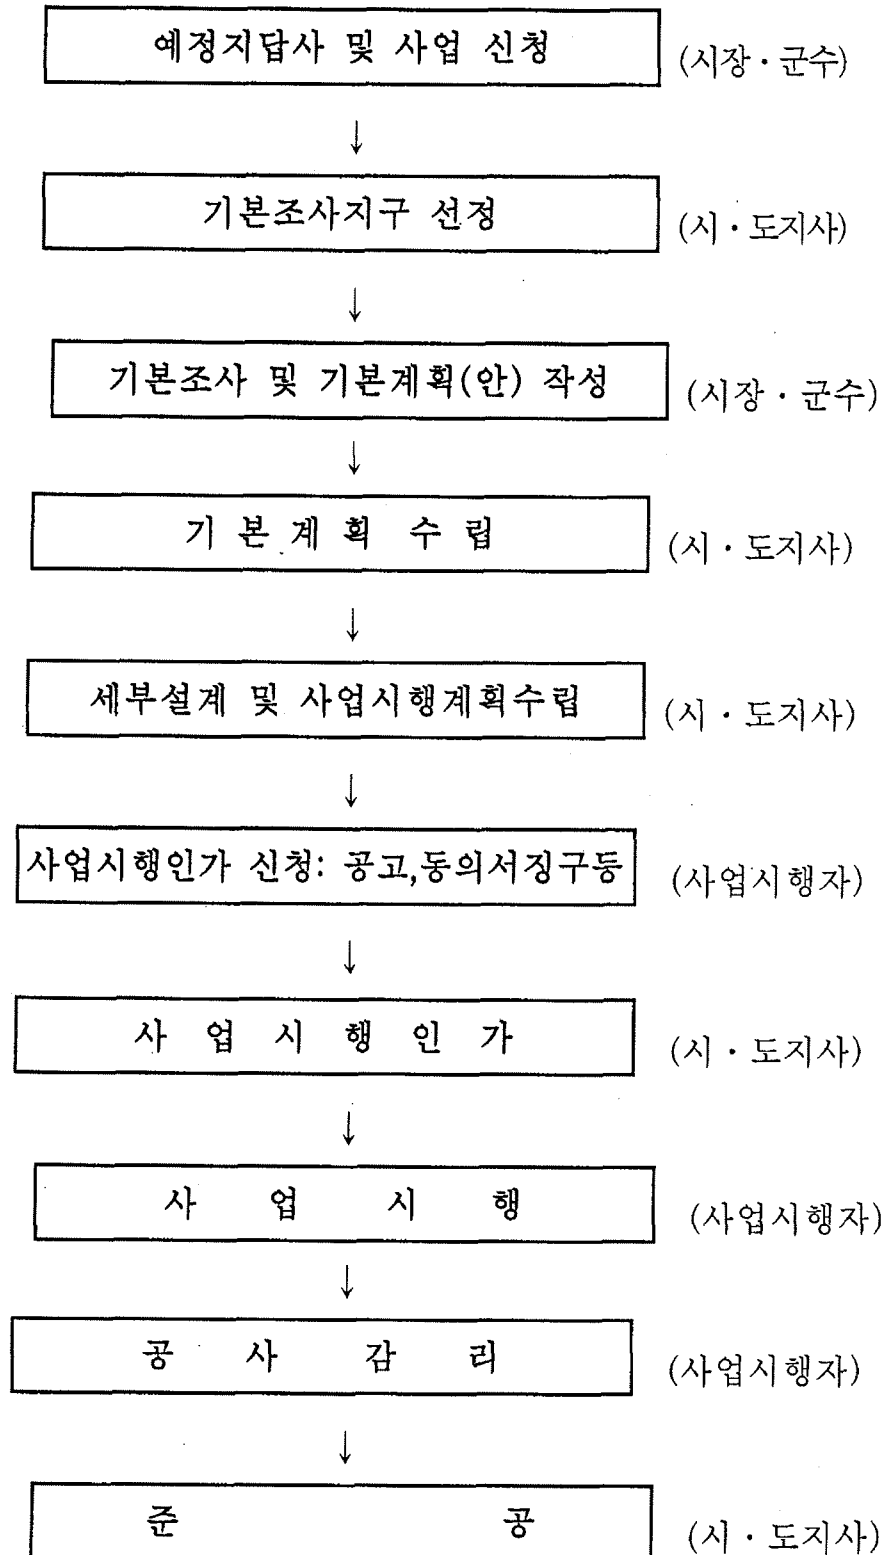 예정지답사 및 사업 신청 (시장·군수)
↓
기본조사지구 선정 (시·도지사)
↓
기본조사 및 기본계획(안) 작성 (시장·군수)
↓
기 본 계 획 수 립 (시·도지사)
↓
세부설계 및 사업시행계획수립 (시·도지사)
↓
사업시행인가 신청: 공고,동의서징구등 (사업시행자)
↓
사 업 시 행 인 가 (시·도지사)
↓
사 업 시 행 (사업시행자)
↓
공 사 감 리 (사업시행자)
↓
준 공 (시·도지사)